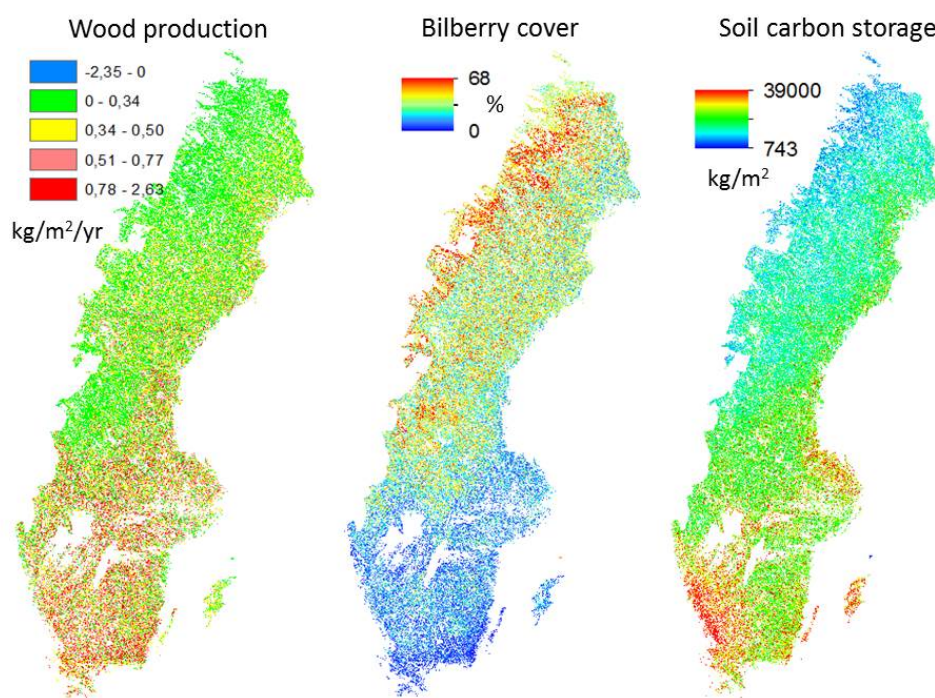 Wood production
-2,35 - 0
0 - 0,34
0,34 - 0,50
0,51 - 0,77
0,78 - 2,63
kg/m²/yr
Bilberry cover
68
%
0
Soil carbon storage
39000
743
kg/m²